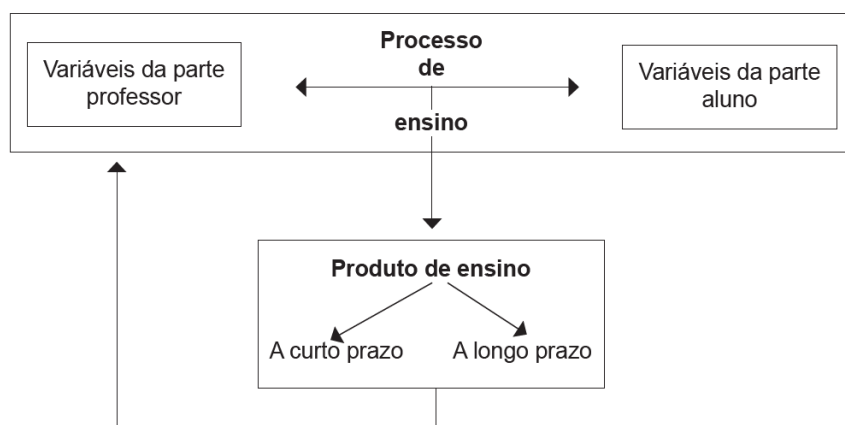 Processo
de
ensino
Variáveis da parte
professor
Variáveis da parte
aluno
Produto de ensino
A curto prazo
A longo prazo